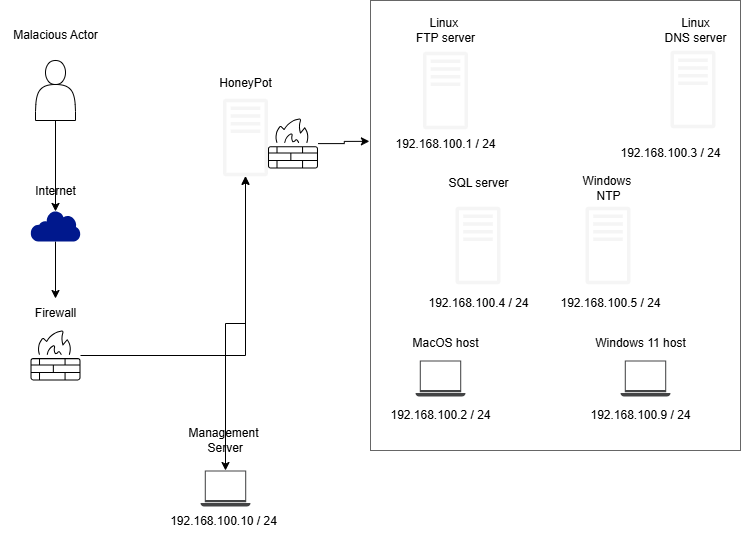 Malacious Actor
Internet
Firewall
HoneyPot
Management
Server
192.168.100.10 / 24
Linux
FTP server
192.168.100.1 / 24
Linux
DNS server
192.168.100.3 / 24
SQL server
192.168.100.4 / 24
Windows
NTP
192.168.100.5 / 24
MacOS host
192.168.100.2 / 24
Windows 11 host
192.168.100.9 / 24